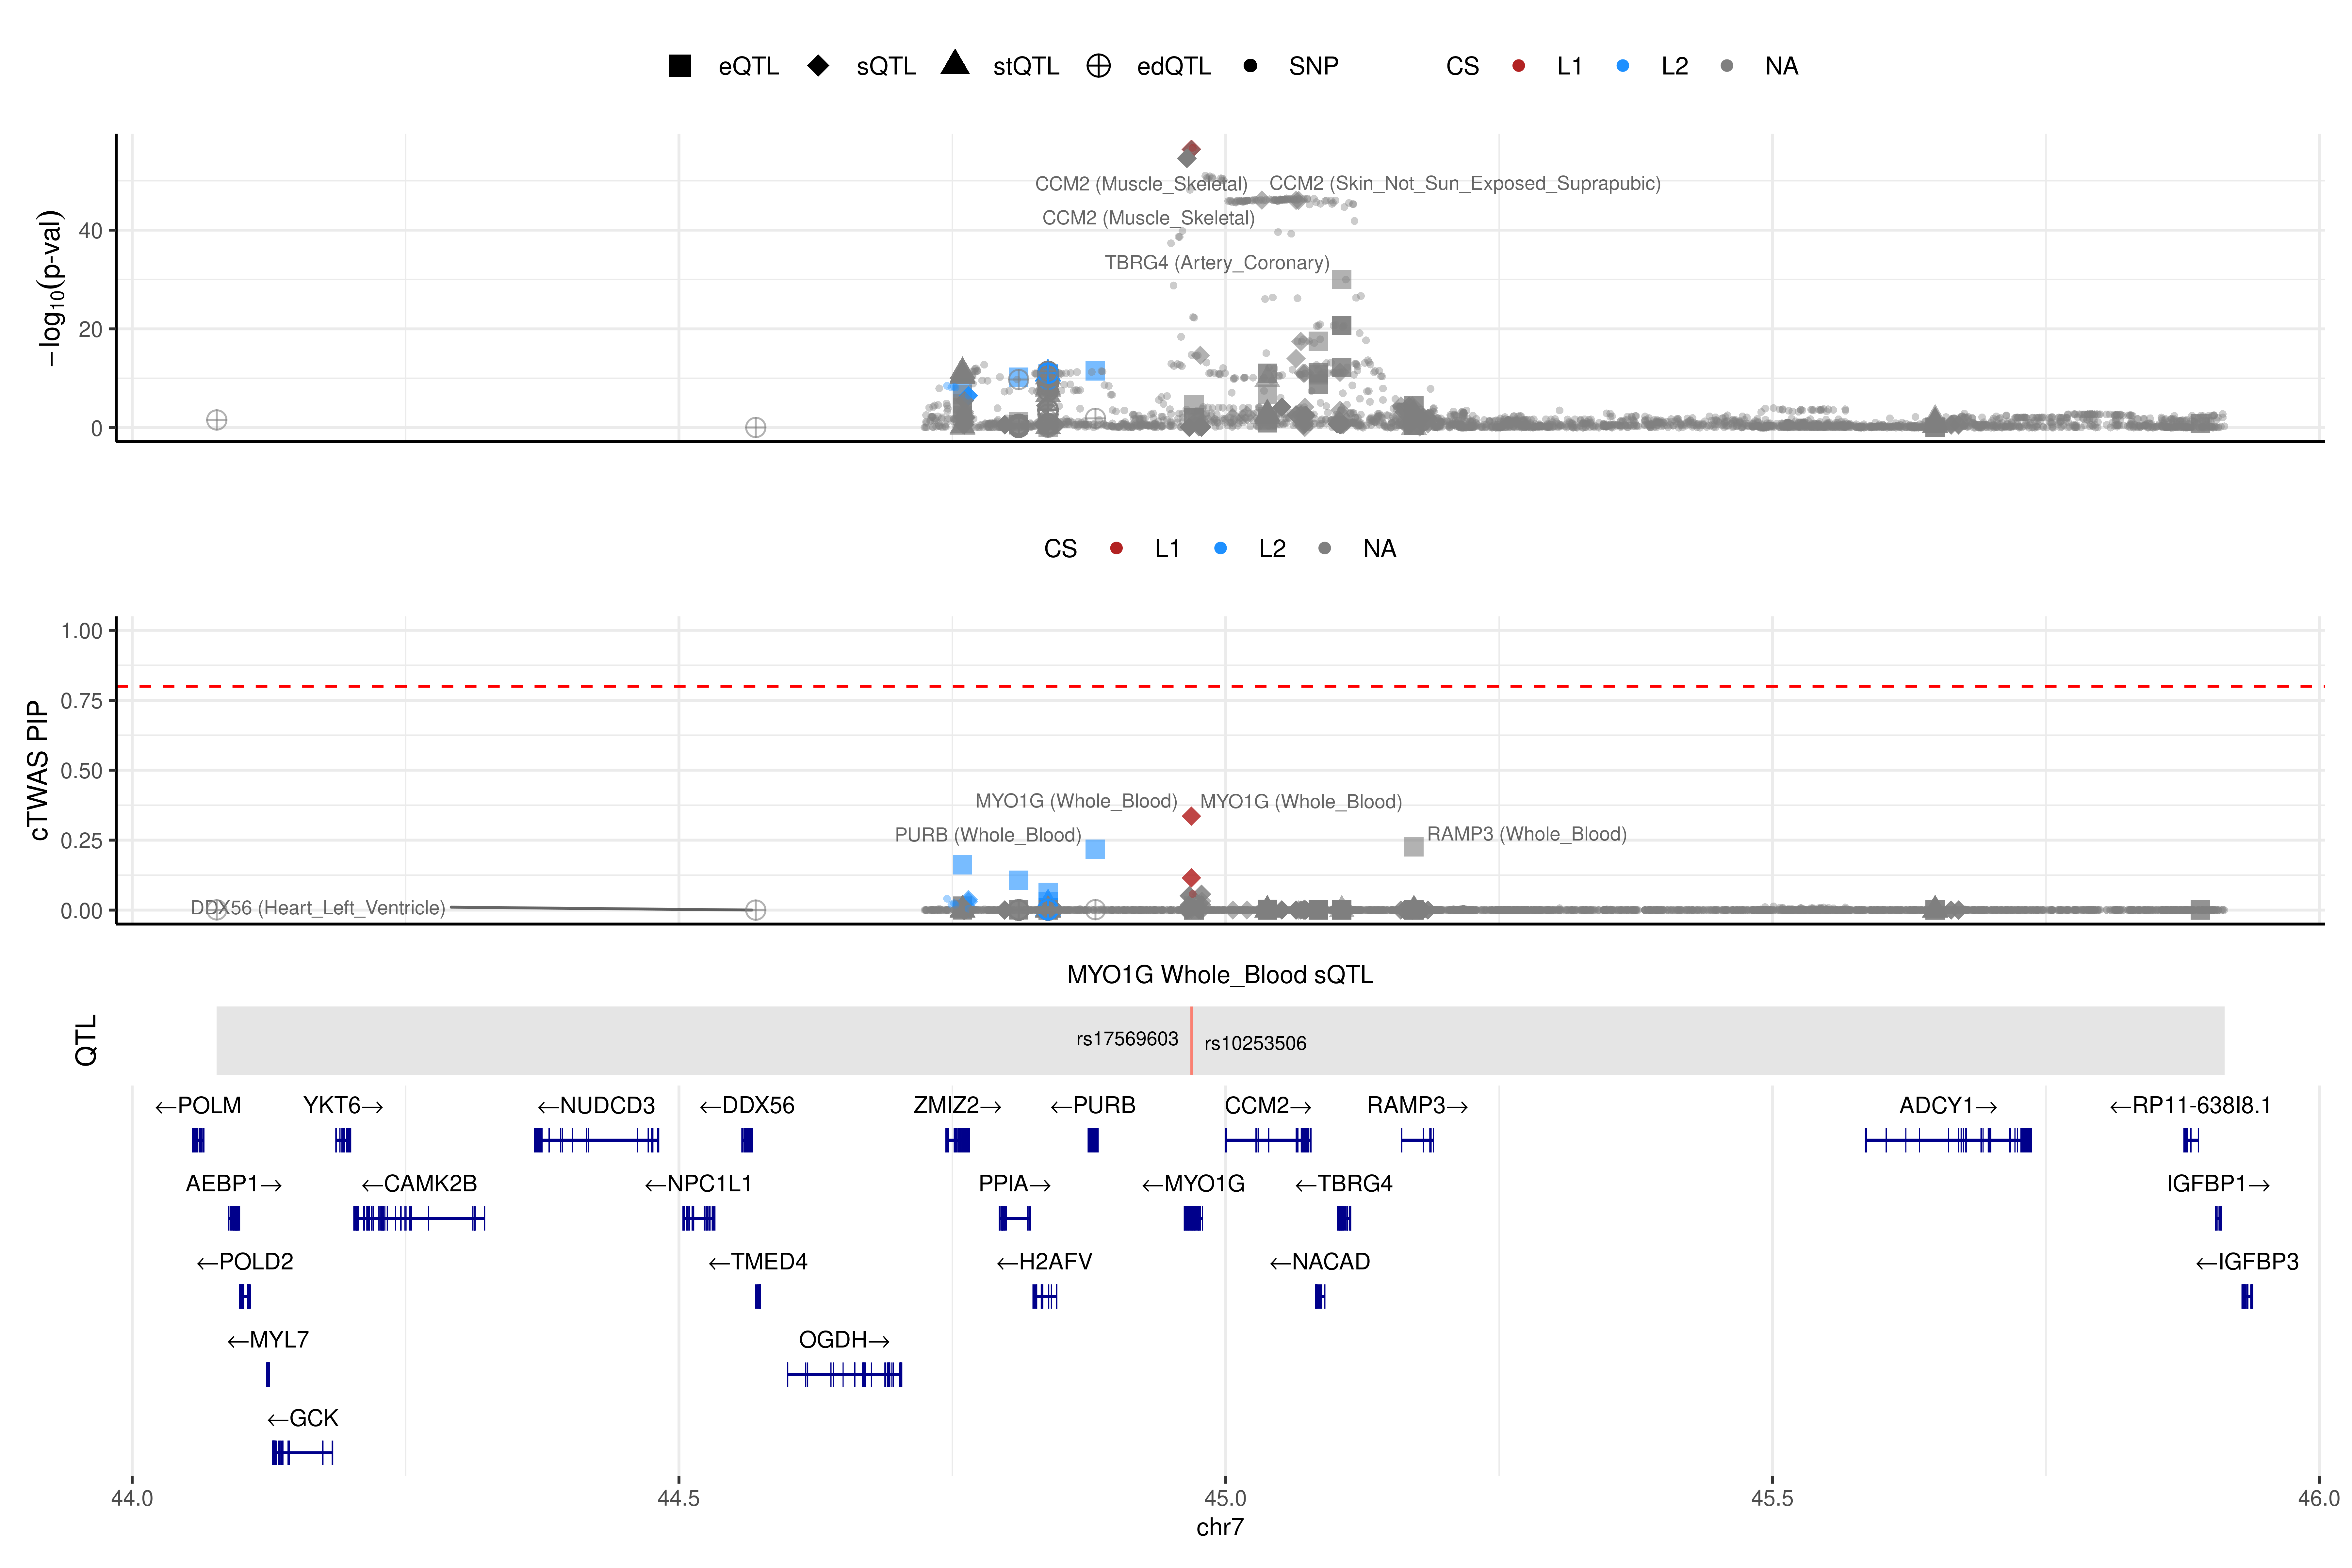 eQTL sQTL stQTL edQTL SNP CS L1 L2 NA
−log10(p-val)
40
20
0
CCM2 (Muscle_Skeletal) CCM2 (Skin_Not_Sun_Exposed_Suprapubic)
CCM2 (Muscle_Skeletal)
TBRG4 (Artery_Coronary)
CS L1 L2 NA
cTWAS PIP
1.00
0.75
0.50
0.25
0.00
MYO1G (Whole_Blood) MYO1G (Whole_Blood)
PURB (Whole_Blood) RAMP3 (Whole_Blood)
DDX56 (Heart_Left_Ventricle)
MYO1G Whole_Blood sQTL
QTL
rs17569603 rs10253506
←POLM YKT6→ ←NUDCD3 ←DDX56 ZMIZ2→ ←PURB CCM2→ RAMP3→ ADCY1→ ←RP11-638I8.1
AEBP1→ ←CAMK2B ←NPC1L1 PPIA→ ←MYO1G ←TBRG4 IGFBP1→
←POLD2 ←TMED4 ←H2AFV ←NACAD ←IGFBP3
←MYL7 OGDH→
←GCK
44.0 44.5 45.0 45.5 46.0
chr7